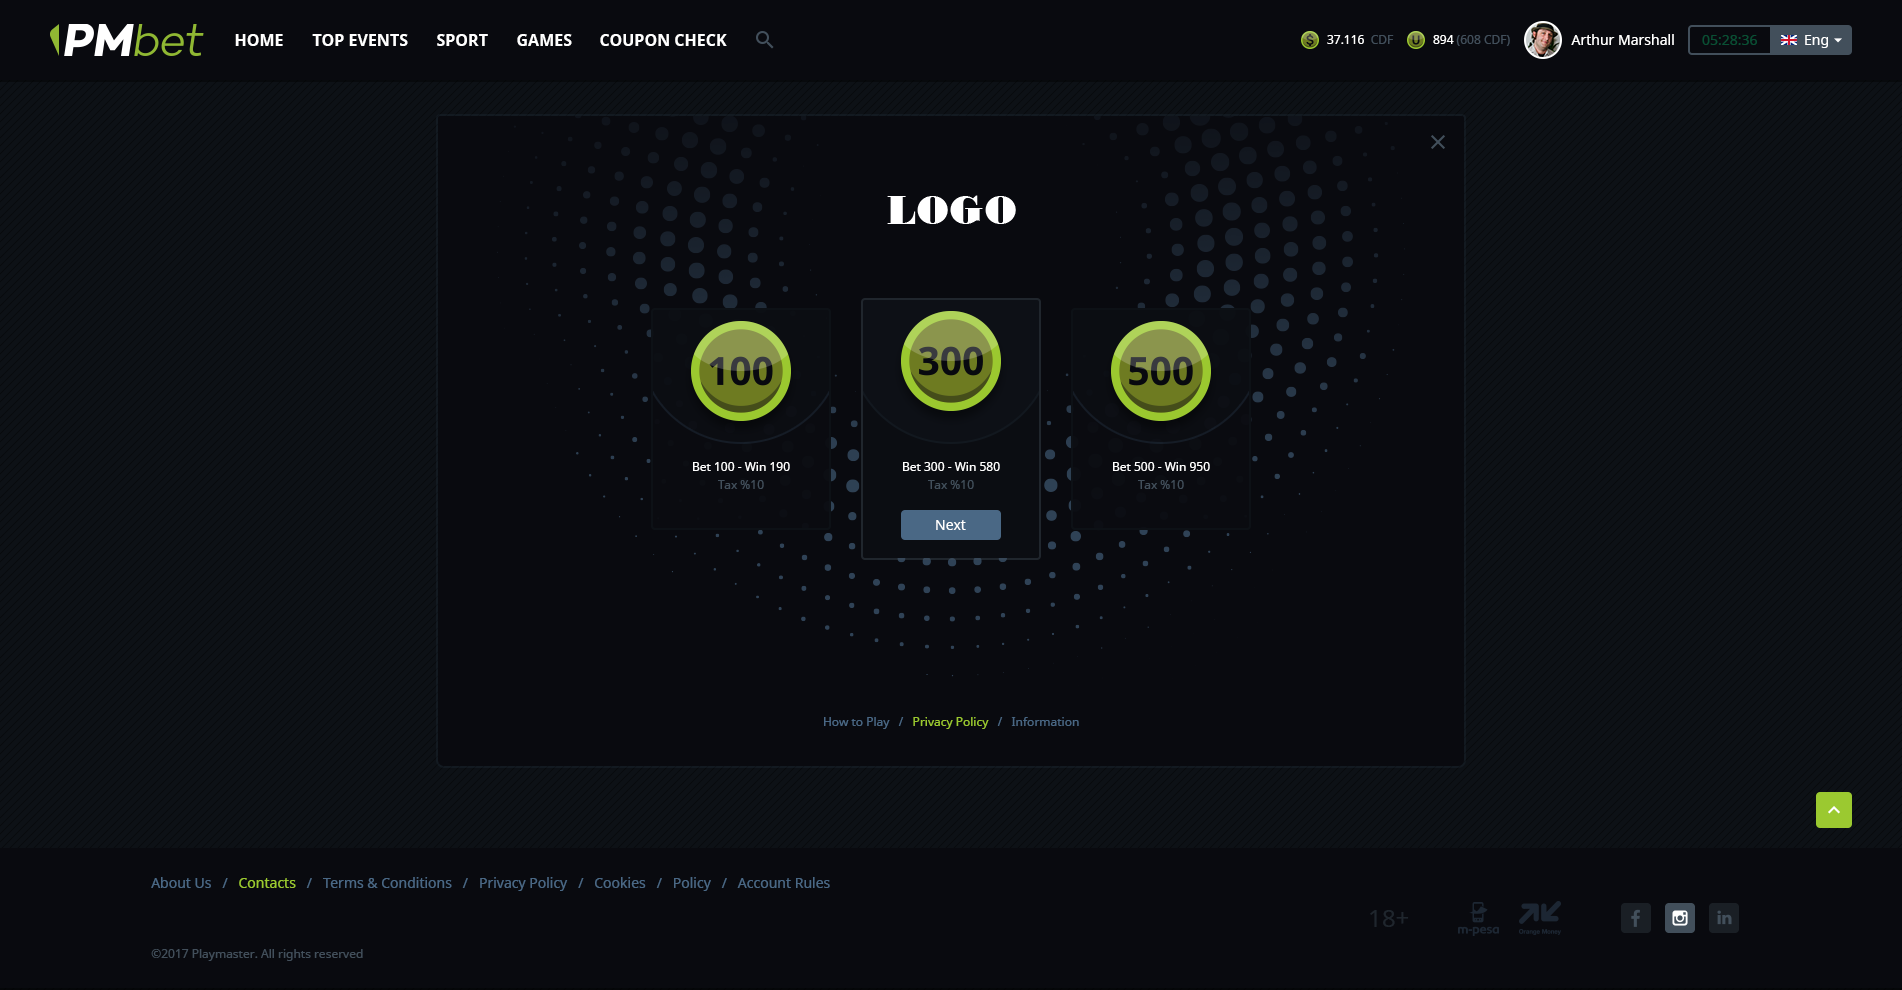 PMbet HOME TOP EVENTS SPORT GAMES COUPON CHECK 37.116 CDF 894 (608 CDF) Arthur Marshall 05:28:36 Eng
LOGO
100 300 500
Bet 100 - Win 190 Bet 300 - Win 580 Bet 500 - Win 950
Tax %10 Tax %10 Tax %10
Next
How to Play / Privacy Policy / Information
About Us / Contacts / Terms & Conditions / Privacy Policy / Cookies / Policy / Account Rules
18+ m-pesa Orange Money
©2017 Playmaster. All rights reserved